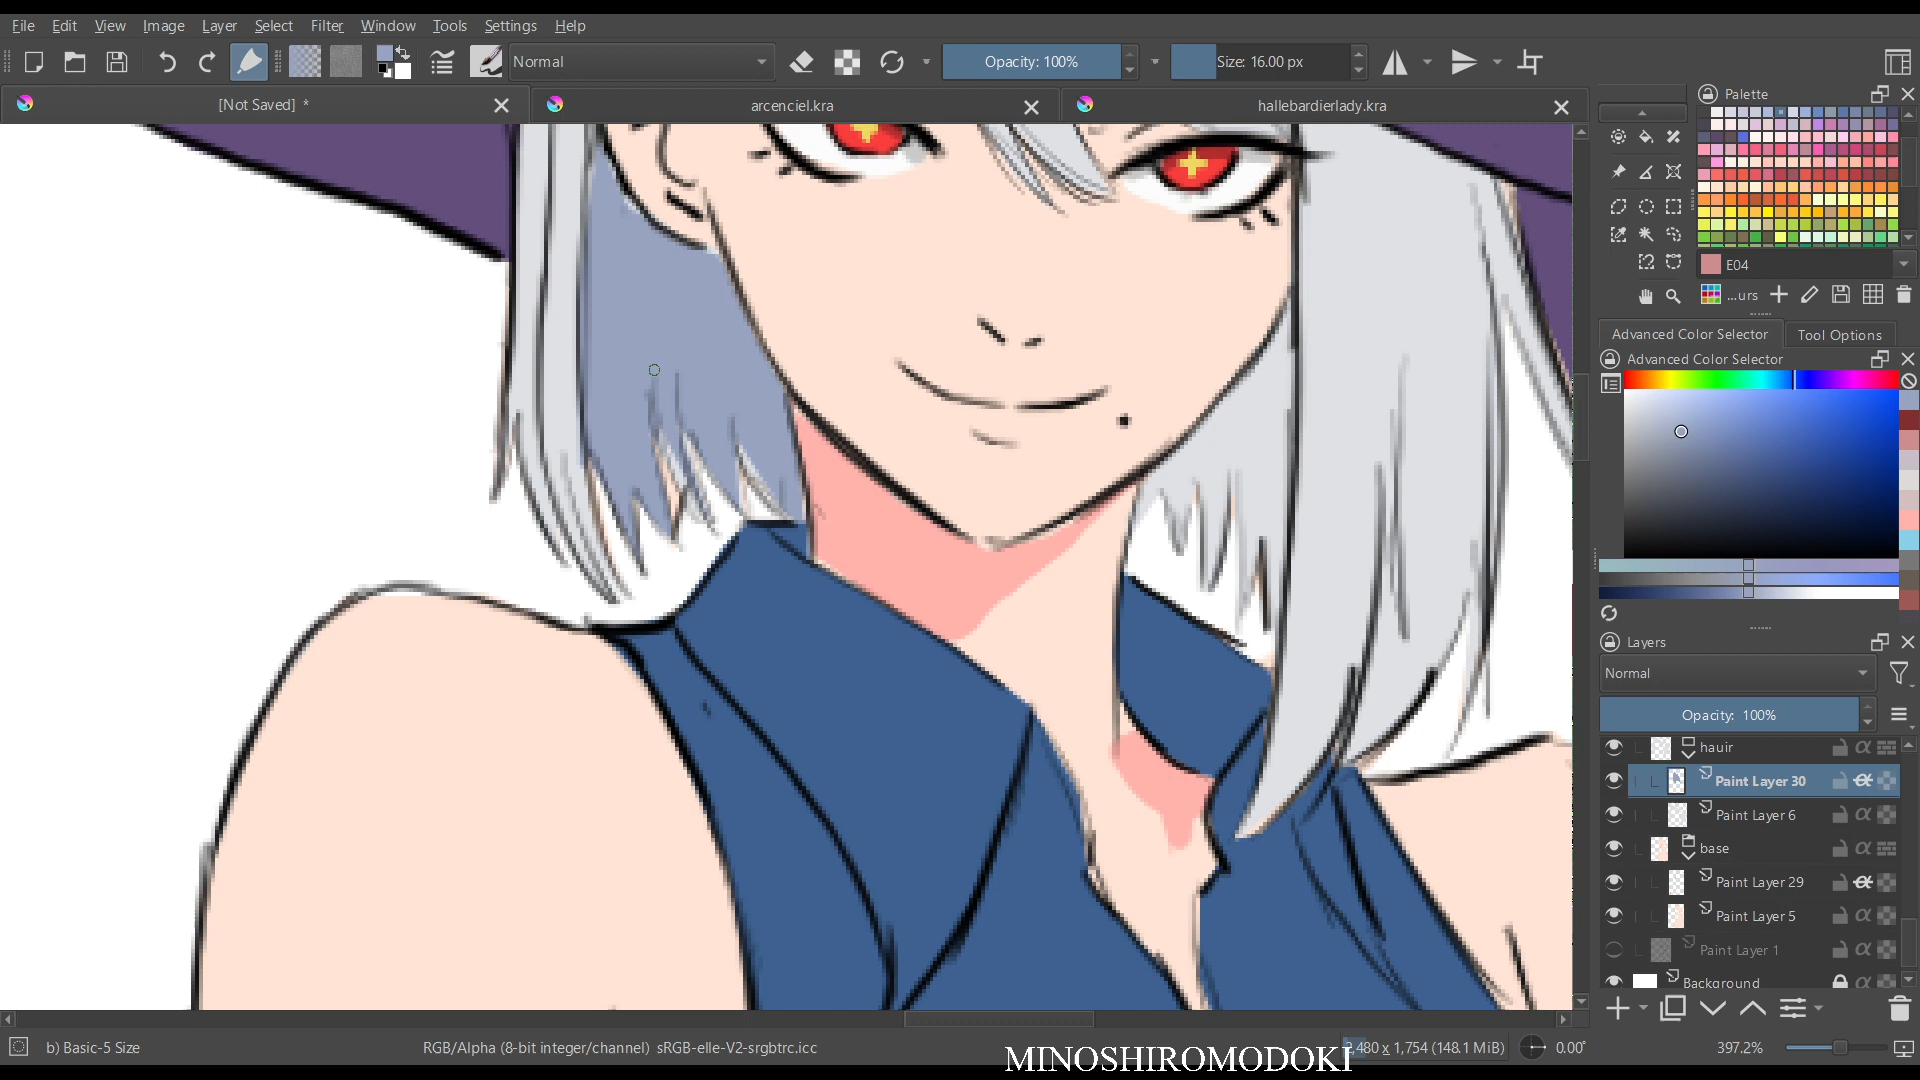 File Edit View Image Layer Select Filter Layer Window Tools Settings Help
Normal
Opacity: 100%
Size: 16.00 px
[Not Saved] *
arcenciel.kra
hallebardierlady.kra
Palette
E04
...urs
Advanced Color Selector
Tool Options
Advanced Color Selector
Layers
Normal
Opacity: 100%
hauir
Paint Layer 30
Paint Layer 6
base
Paint Layer 29
Paint Layer 5
Paint Layer 1
Background
b) Basic-5 Size
RGB/Alpha (8-bit integer/channel) sRGB-elle-V2-srgbtrc.icc
MINOSHIROMODOKI
2,480 x 1,754 (148.1 MiB)
0.00°
397.2%